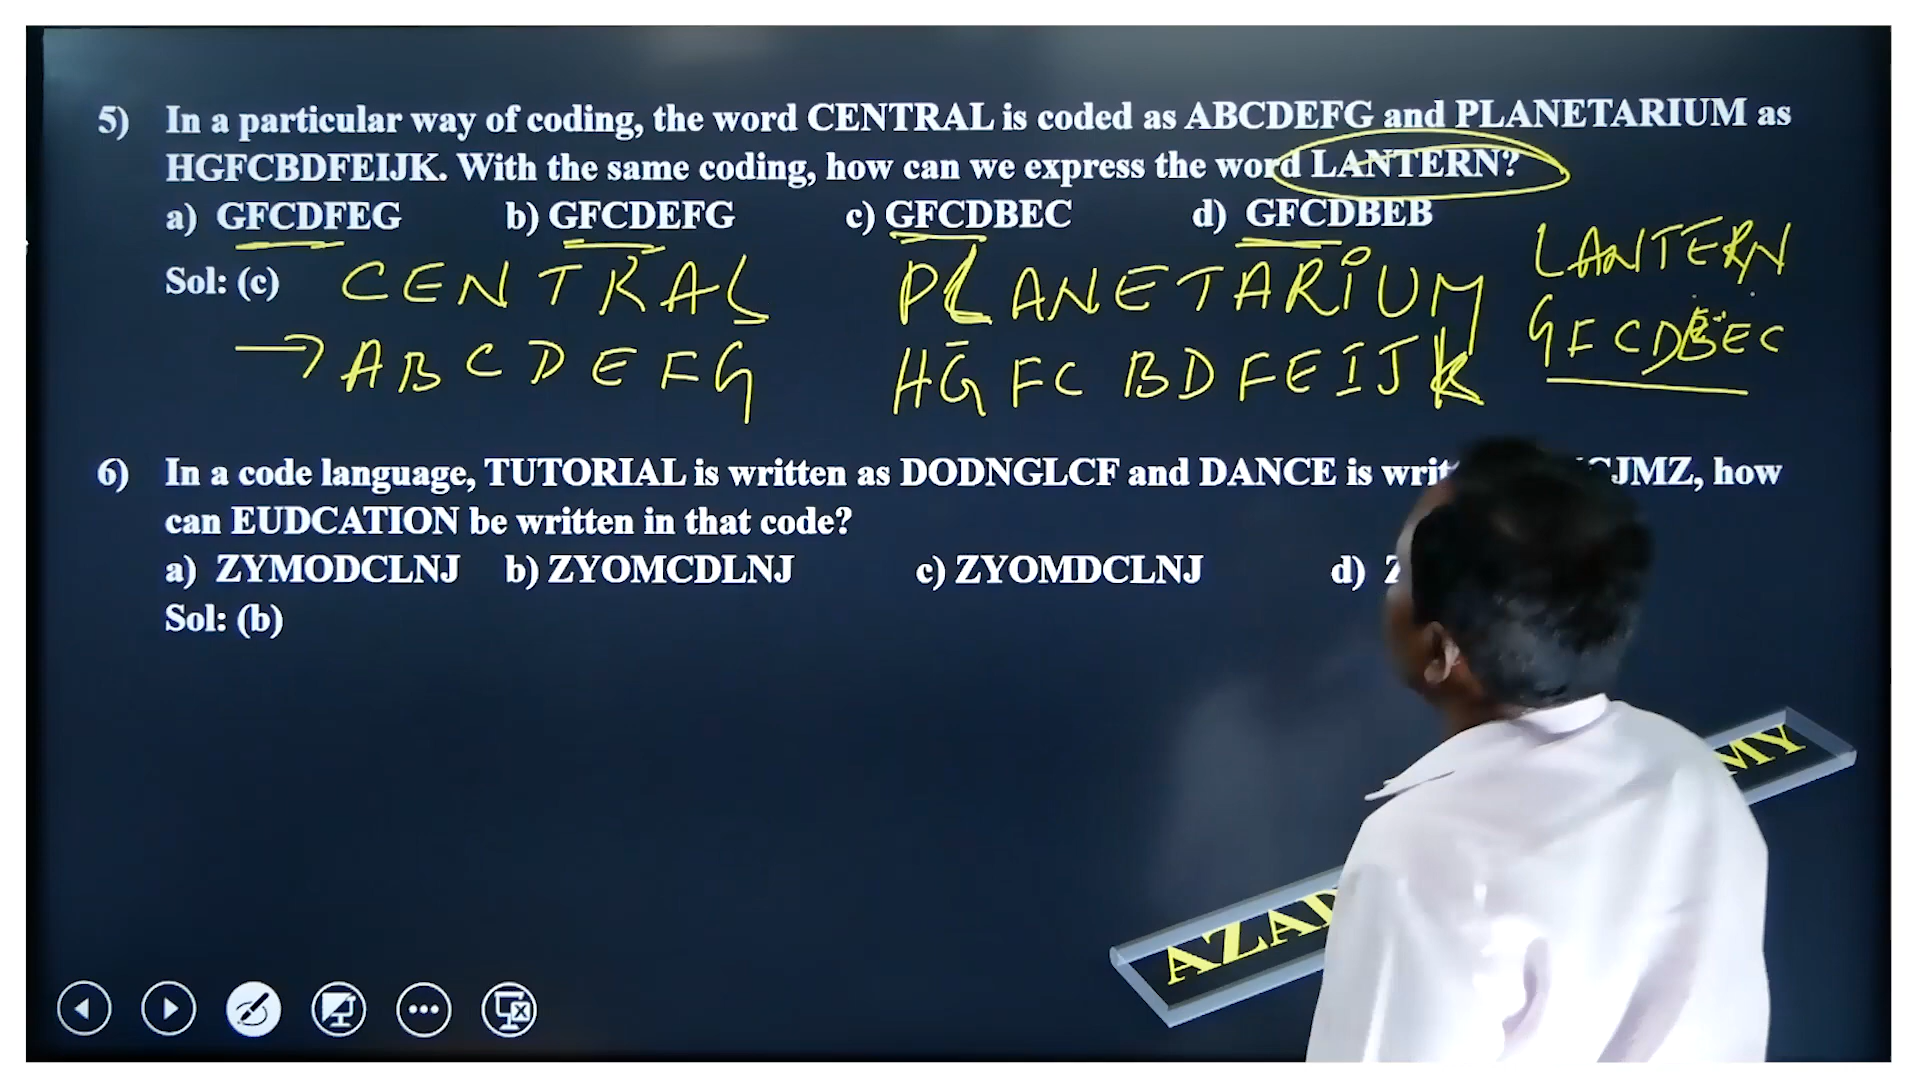 5) In a particular way of coding, the word CENTRAL is coded as ABCDEFG and PLANETARIUM as
HGFCBDFEIJK. With the same coding, how can we express the word LANTERN?
a) GFCDFEG b) GFCDEFG c) GFCDBEC d) GFCDBEB
Sol: (c) CENTRAL PLANETARIUM LANTERN
→ ABCDEFG HGFCBDFEIJK GFCDBEC
6) In a code language, TUTORIAL is written as DODNGLCF and DANCE is JMZ, how
can EUDCATION be written in that code?
a) ZYMODCLNJ b) ZYOMCDLNJ c) ZYOMDCLNJ d)
Sol: (b)